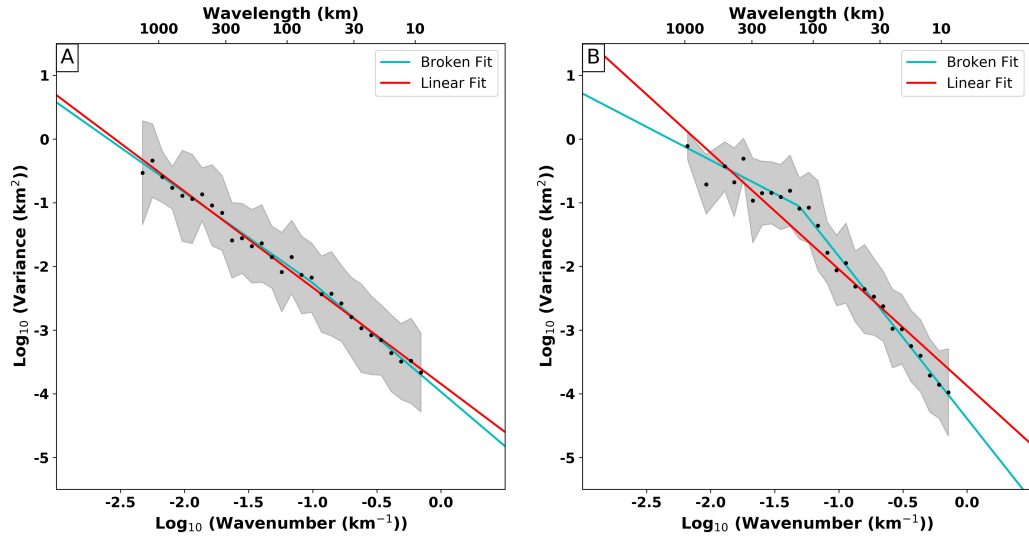 Wavelength (km)
1000 300 100 30 10
A
Broken Fit
Linear Fit
1
0
-1
-2
-3
-4
-5
Log₁₀ (Variance (km²))
-2.5 -2.0 -1.5 -1.0 -0.5 0.0
Log₁₀ (Wavenumber (km⁻¹))
Wavelength (km)
1000 300 100 30 10
B
Broken Fit
Linear Fit
1
0
-1
-2
-3
-4
-5
Log₁₀ (Variance (km²))
-2.5 -2.0 -1.5 -1.0 -0.5 0.0
Log₁₀ (Wavenumber (km⁻¹))